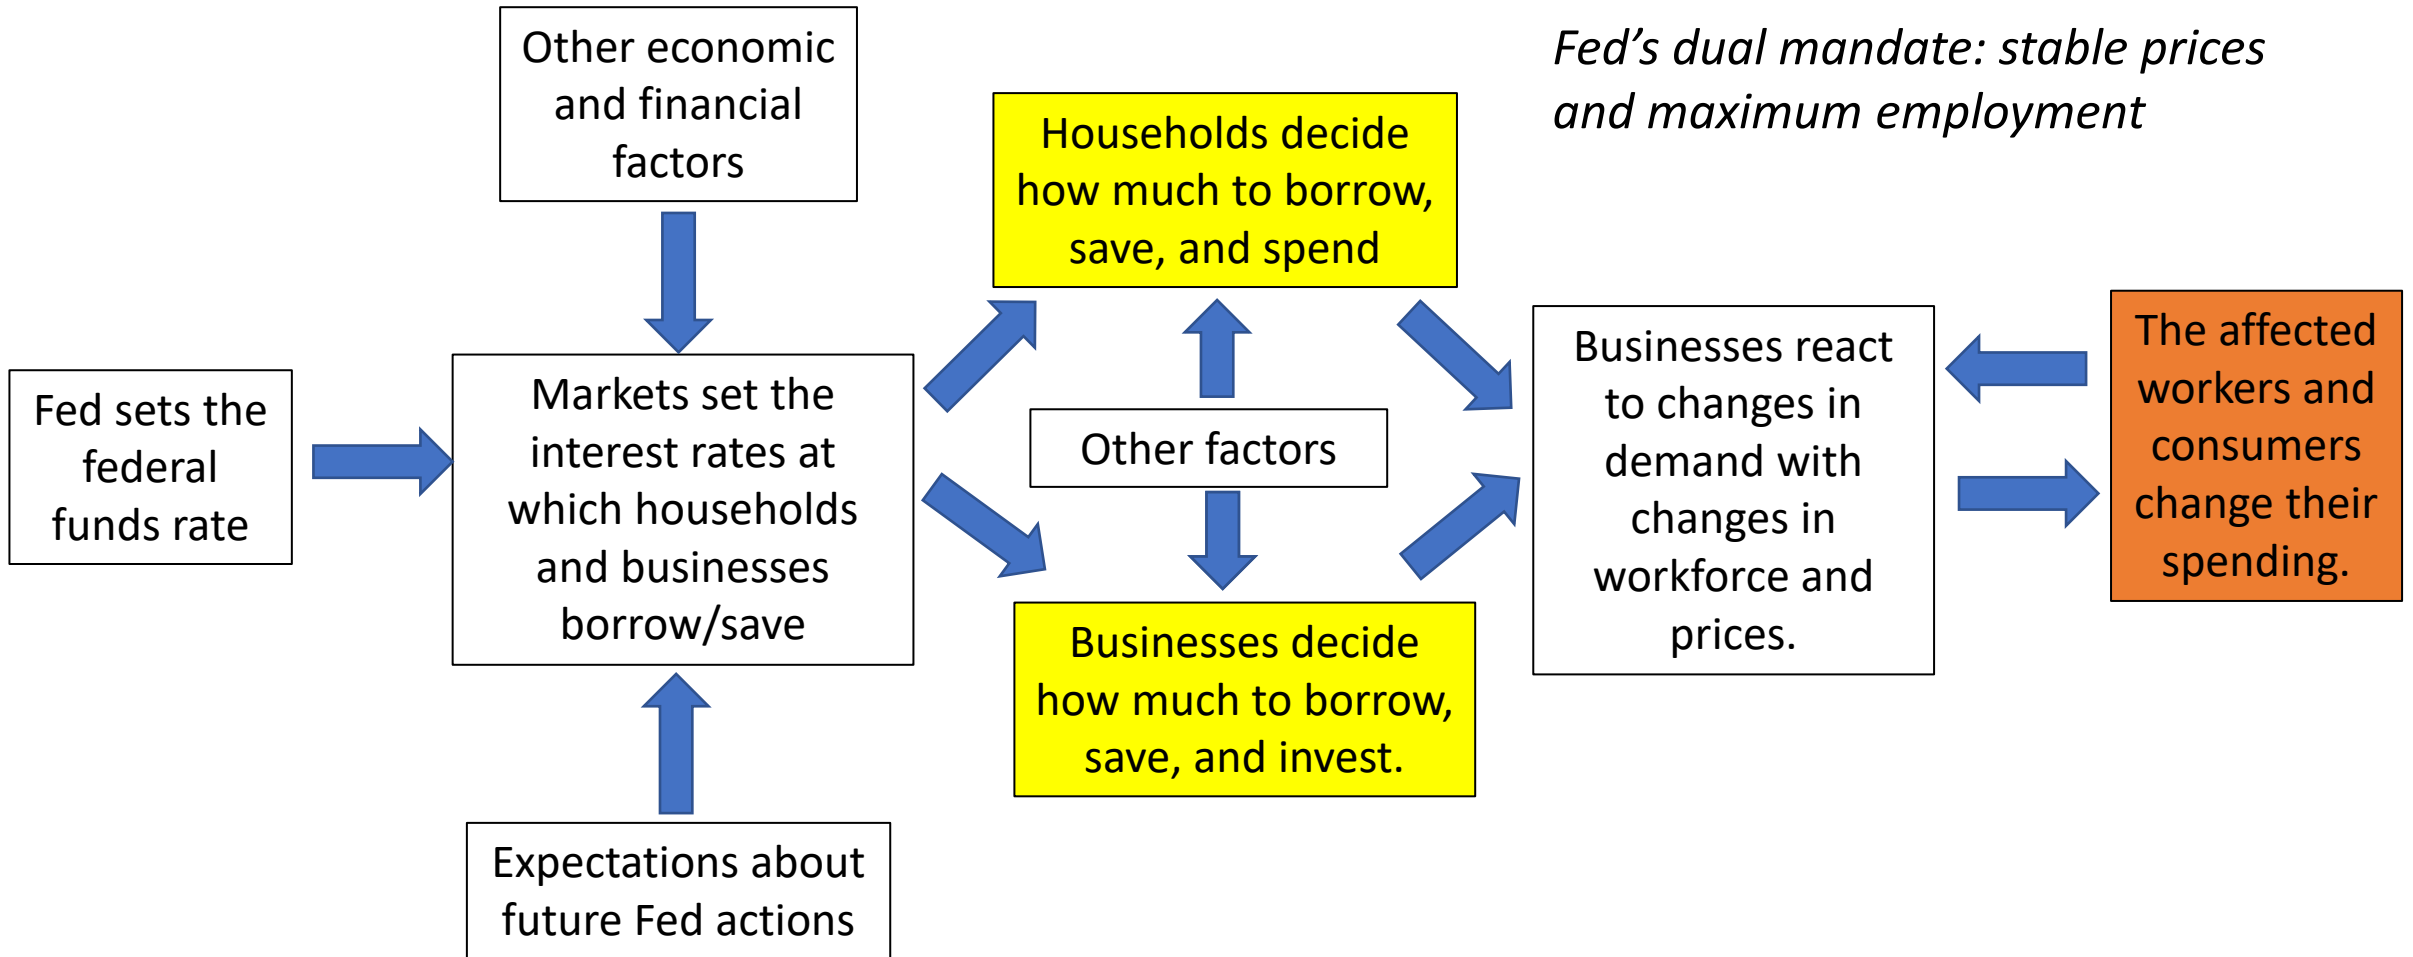 Other economic
and financial
factors
Fed’s dual mandate: stable prices
and maximum employment
Households decide
how much to borrow,
save, and spend
Fed sets the
federal
funds rate
Markets set the
interest rates at
which households
and businesses
borrow/save
Other factors
Businesses react
to changes in
demand with
changes in
workforce and
prices.
The affected
workers and
consumers
change their
spending.
Businesses decide
how much to borrow,
save, and invest.
Expectations about
future Fed actions